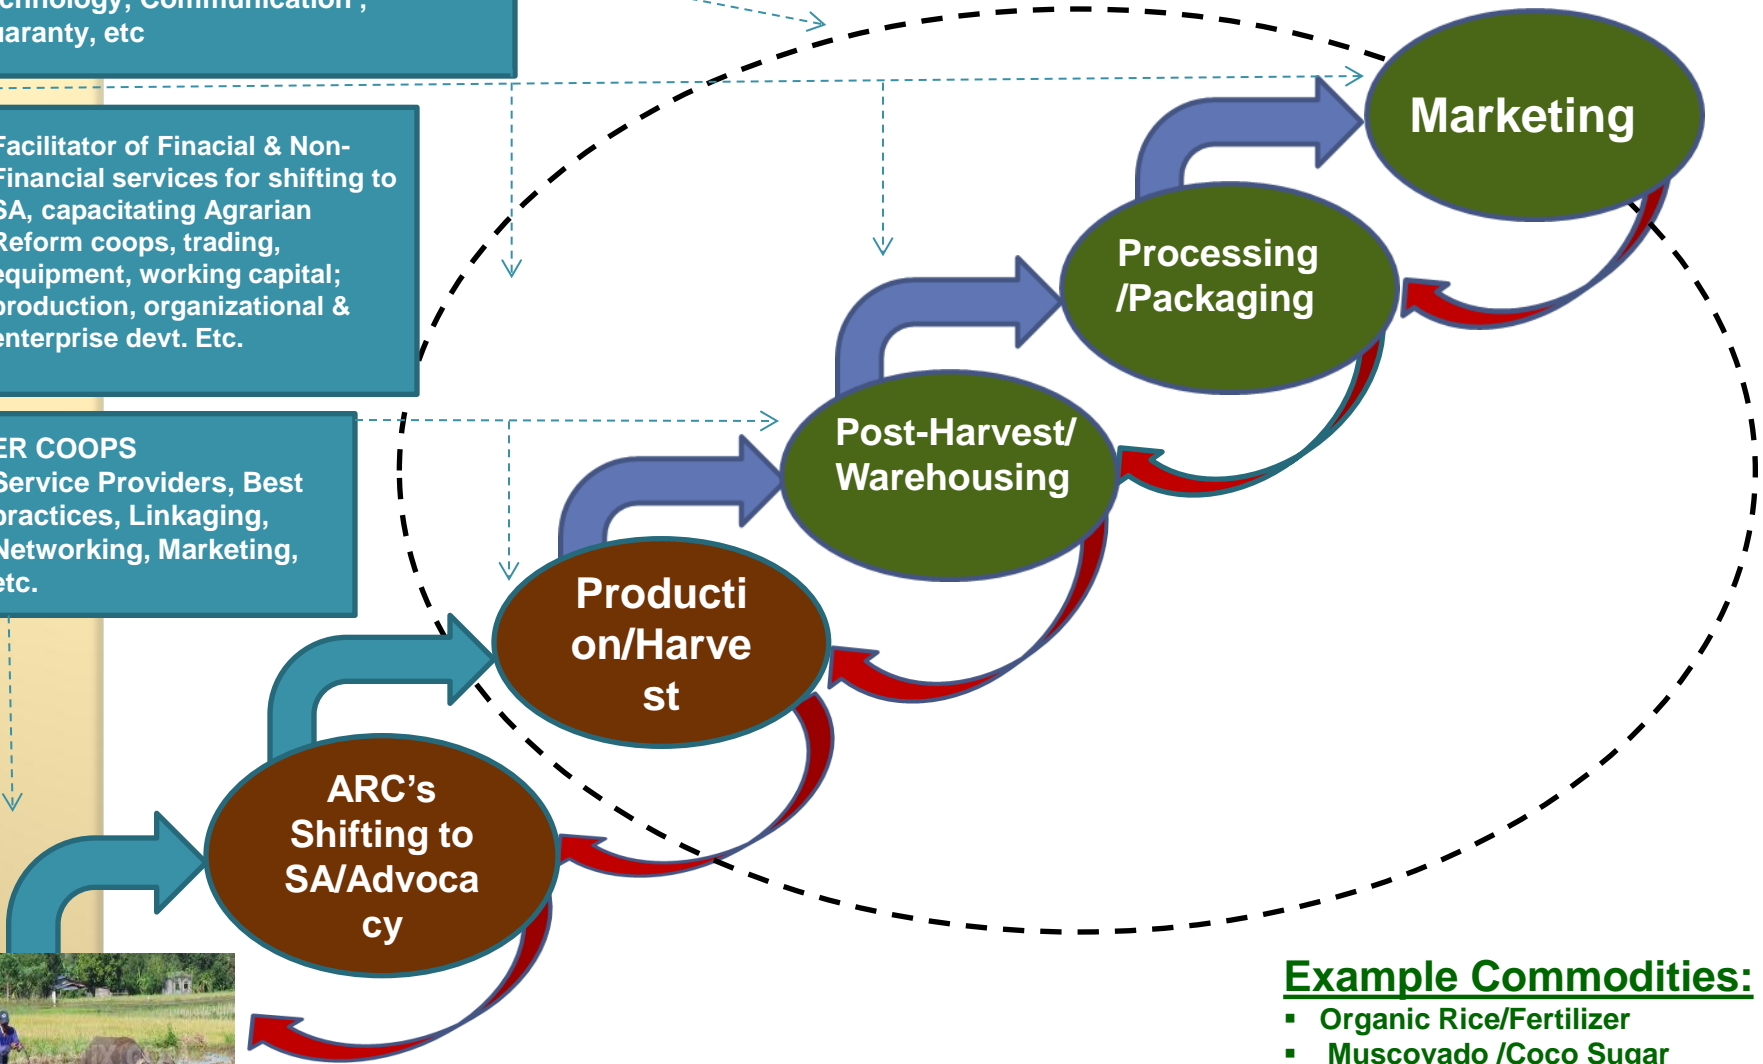 chnology, Communication ,
aranty, etc
Facilitator of Finacial & Non-
Financial services for shifting to
SA, capacitating Agrarian
Reform coops, trading,
equipment, working capital;
production, organizational &
enterprise devt. Etc.
ER COOPS
Service Providers, Best
practices, Linkaging,
Networking, Marketing,
etc.
Marketing
Processing
/Packaging
Post-Harvest/
Warehousing
Producti
on/Harve
st
ARC’s
Shifting to
SA/Advoca
cy
Example Commodities:
▪ Organic Rice/Fertilizer
▪ Muscovado /Coco Sugar